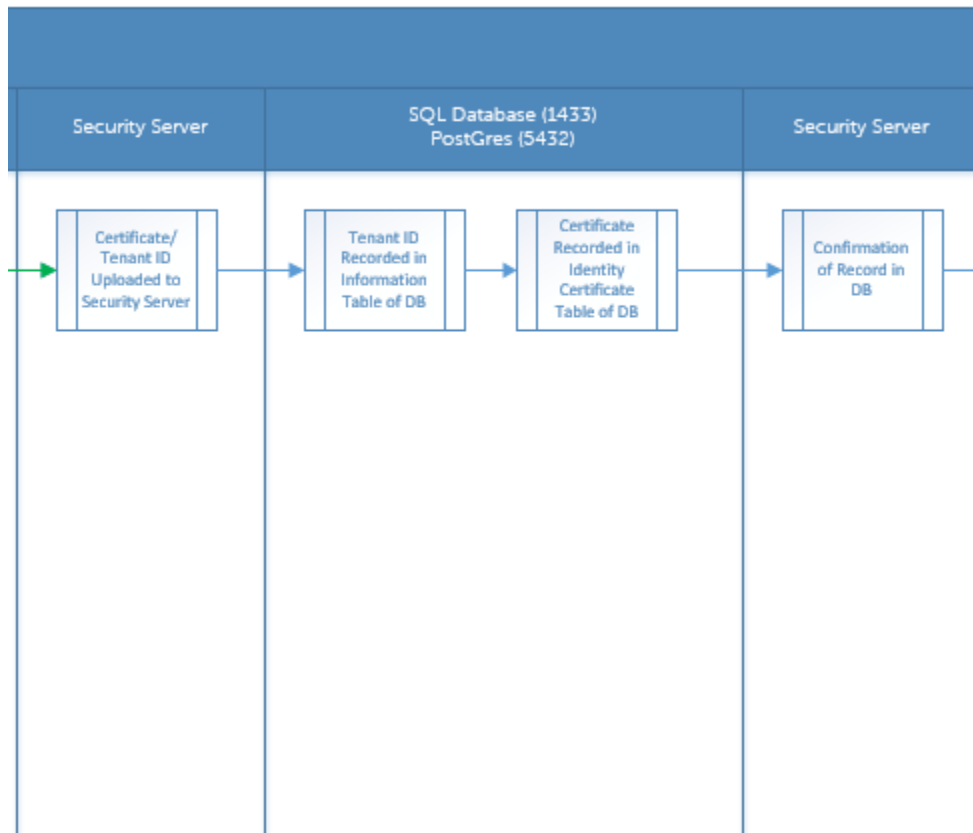 Security Server
SQL Database (1433)
PostGres (5432)
Security Server
Certificate/
Tenant ID
Uploaded to
Security Server
Tenant ID
Recorded in
Information
Table of DB
Certificate
Recorded in
Identity
Certificate
Table of DB
Confirmation
of Record in
DB